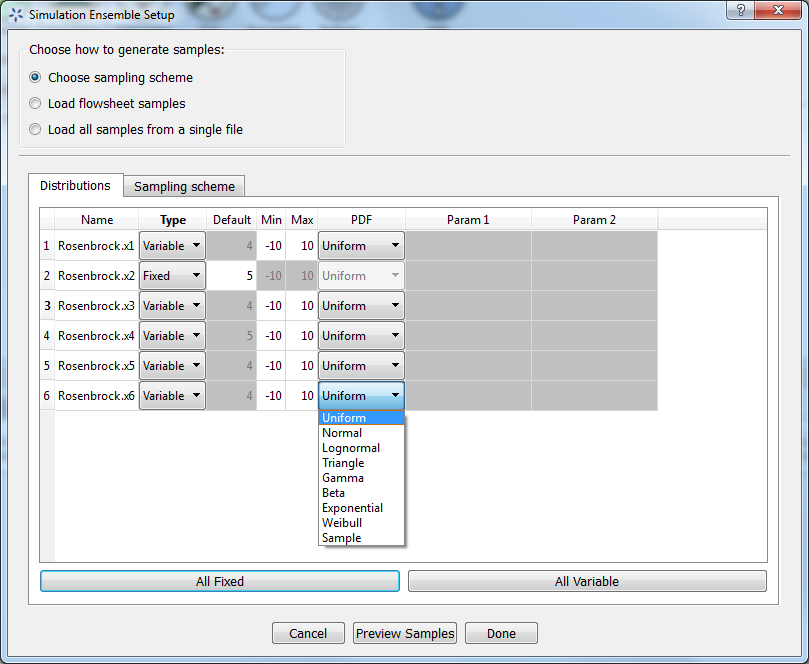 Simulation Ensemble Setup ?
Choose how to generate samples:
Choose sampling scheme
Load flowsheet samples
Load all samples from a single file
Distributions Sampling scheme
Name Type Default Min Max PDF Param 1 Param 2
1 Rosenbrock.x1 Variable 4 -10 10 Uniform
2 Rosenbrock.x2 Fixed 5 -10 10 Uniform
3 Rosenbrock.x3 Variable 4 -10 10 Uniform
4 Rosenbrock.x4 Variable 5 -10 10 Uniform
5 Rosenbrock.x5 Variable 4 -10 10 Uniform
6 Rosenbrock.x6 Variable 4 -10 10 Uniform
Uniform
Normal
Lognormal
Triangle
Gamma
Beta
Exponential
Weibull
Sample
All Fixed All Variable
Cancel Preview Samples Done